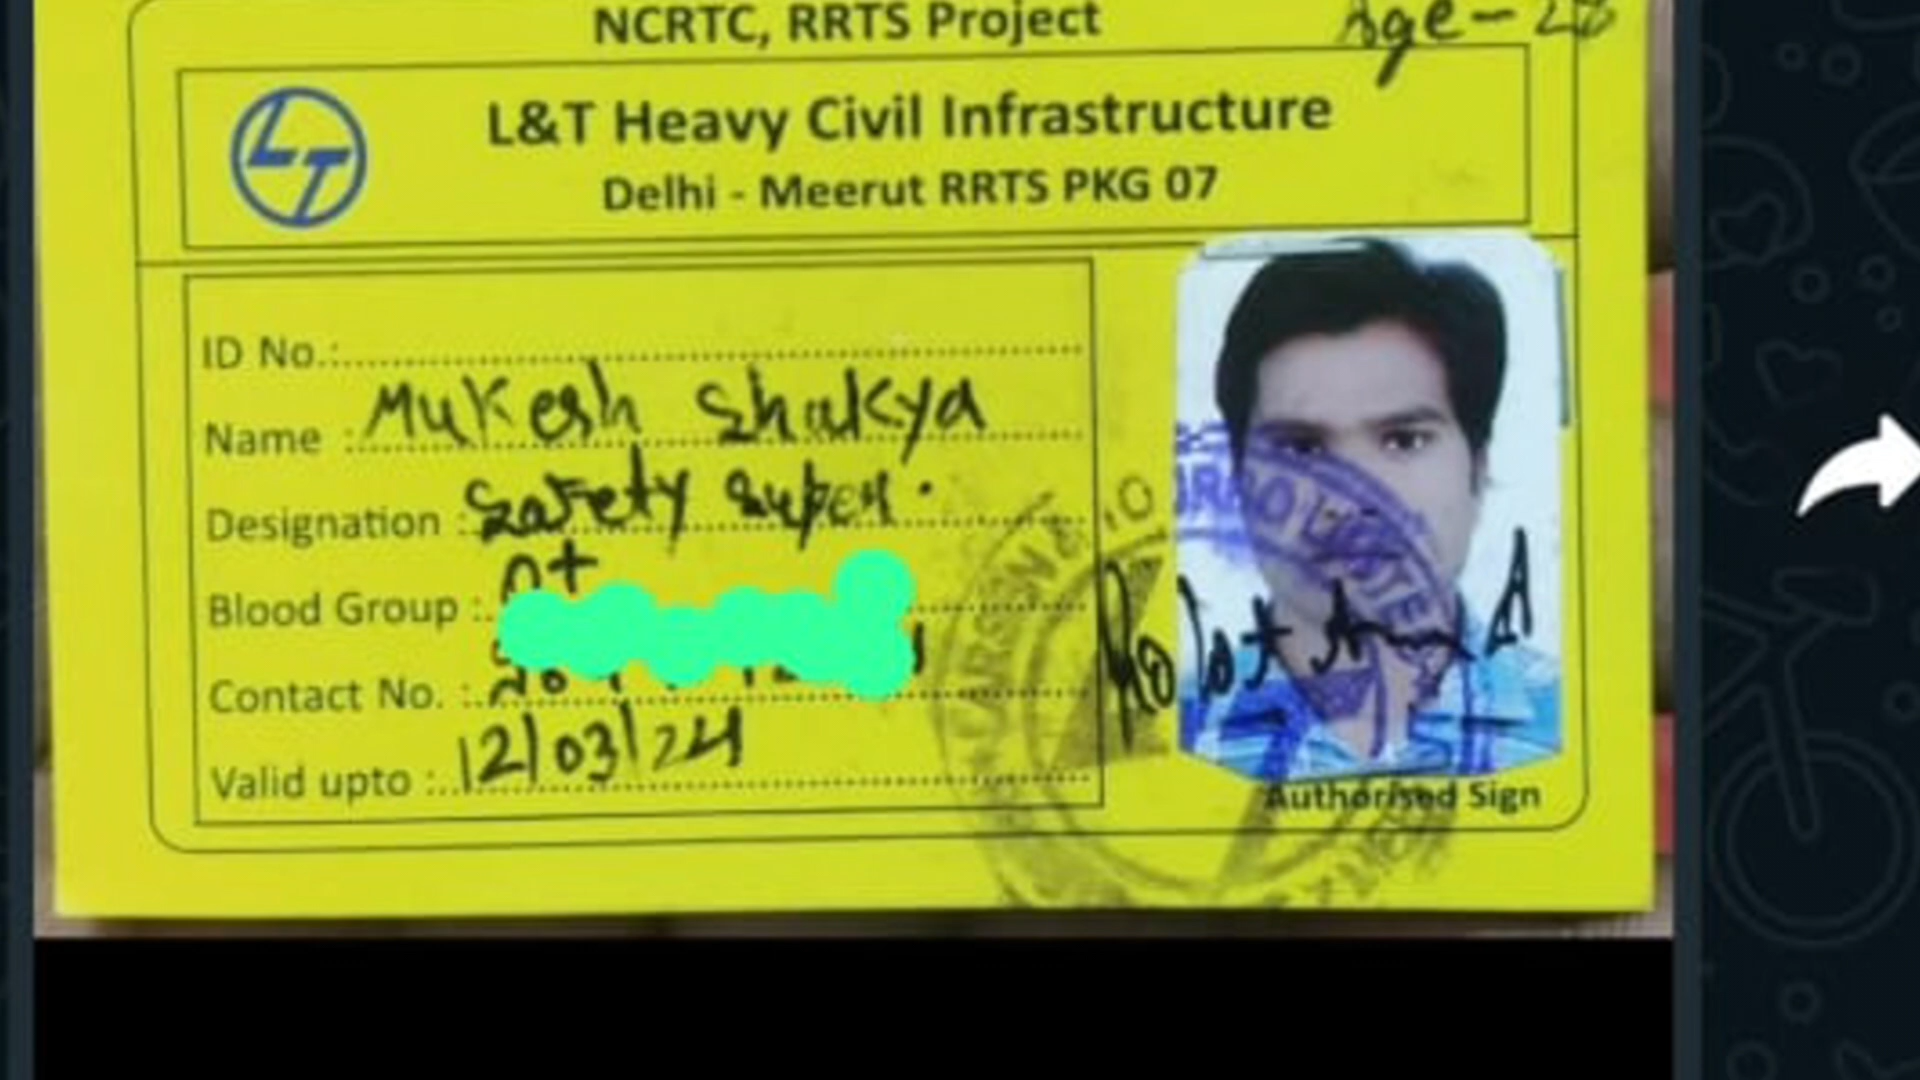 NCRTC, RRTS Project
Age - 28
LT
L&T Heavy Civil Infrastructure
Delhi - Meerut RRTS PKG 07
ID No.:
Name : Mukesh Shakya
Designation : Safety Super.
Blood Group :
Contact No. :
Valid upto : 12/03/24
Authorised Sign